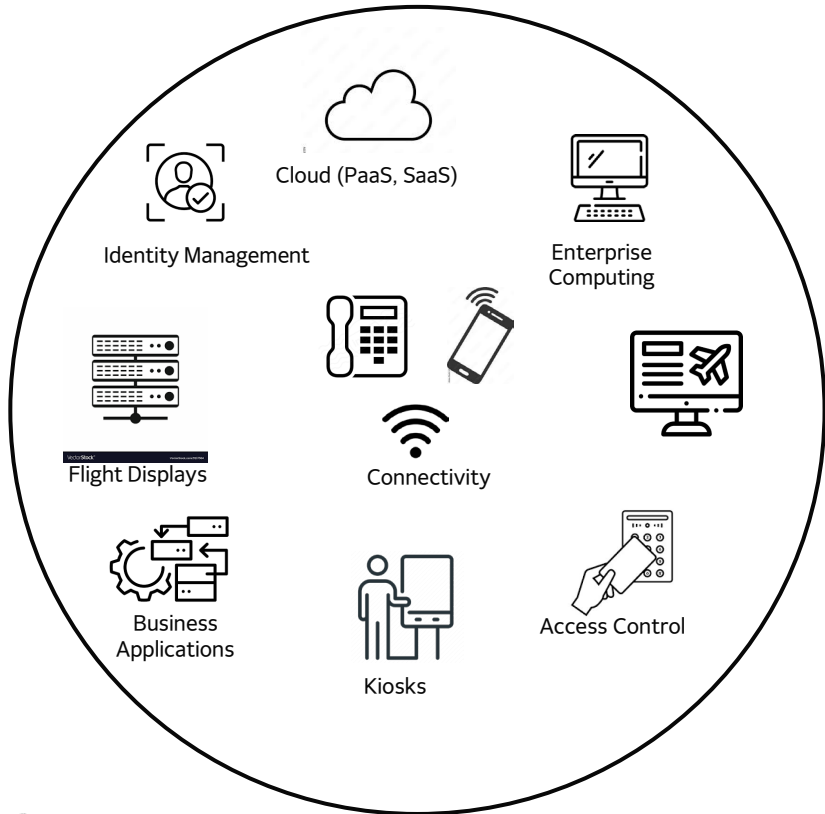 Cloud (PaaS, SaaS)
Identity Management
Enterprise
Computing
VectorStock
Flight Displays
Connectivity
Business
Applications
Kiosks
Access Control